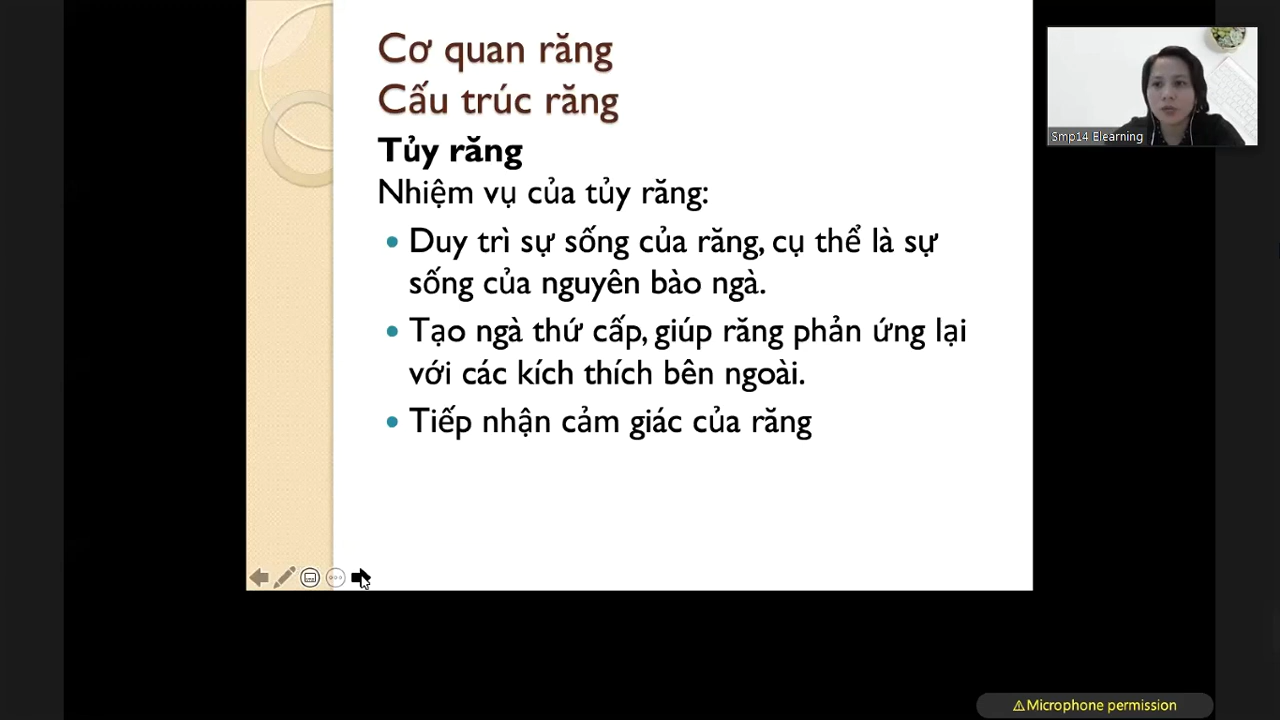 Cơ quan răng
Cấu trúc răng
Tủy răng
Nhiệm vụ của tủy răng:
• Duy trì sự sống của răng, cụ thể là sự
sống của nguyên bào ngà.
• Tạo ngà thứ cấp, giúp răng phản ứng lại
với các kích thích bên ngoài.
• Tiếp nhận cảm giác của răng
Smp14 Elearning
⚠Microphone permission